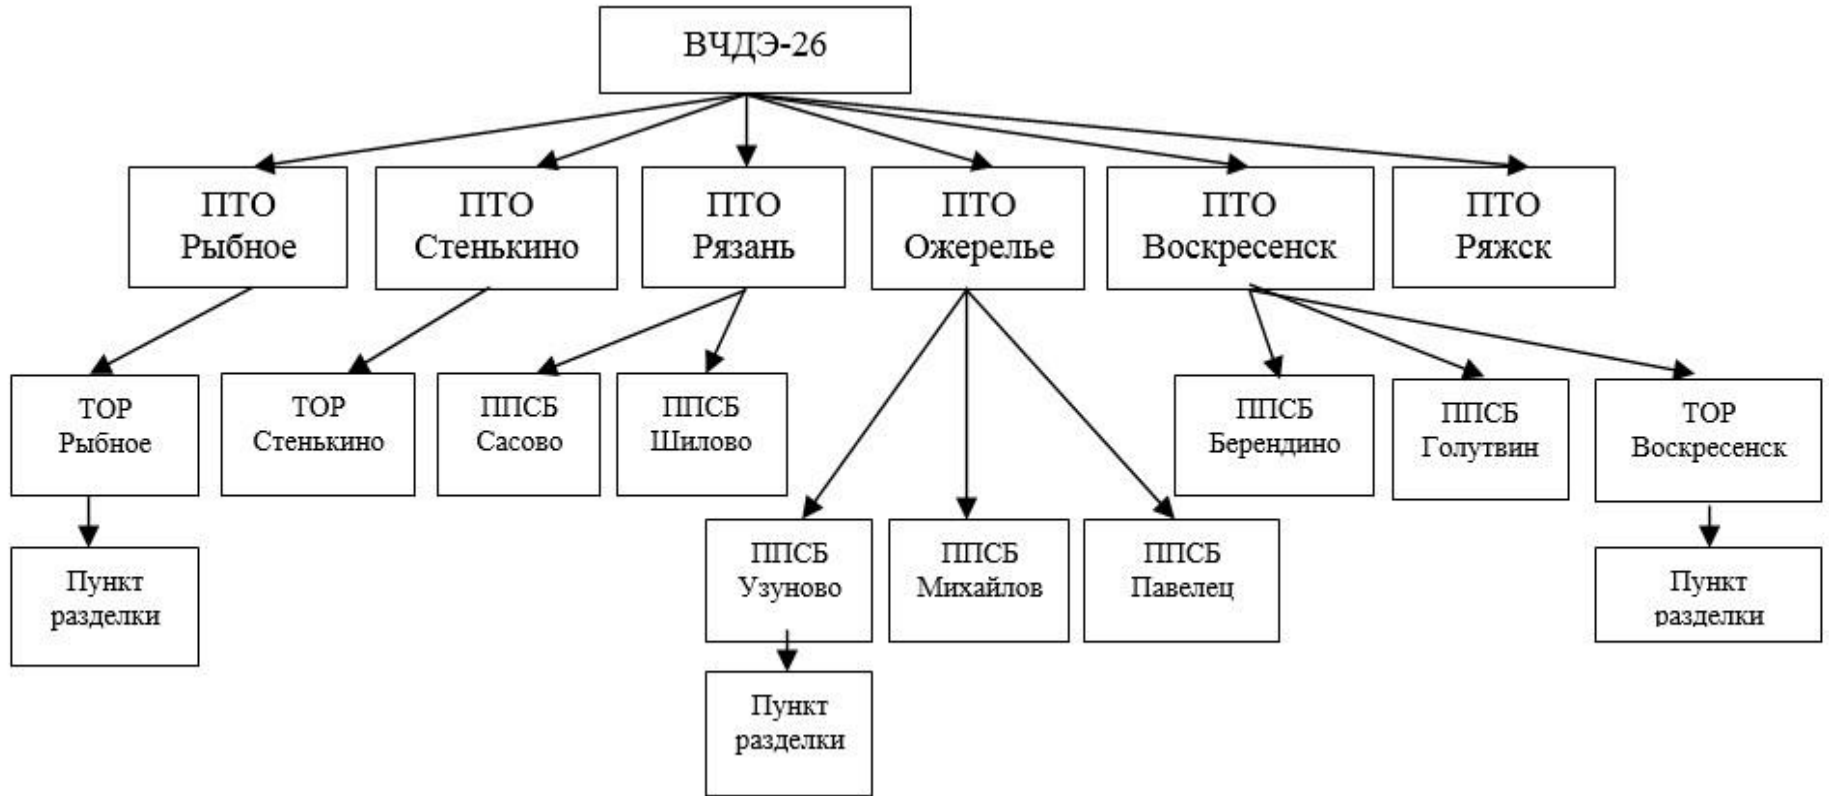 ВЧДЭ-26
ПТО
Рыбное
ПТО
Стенькино
ПТО
Рязань
ПТО
Ожерелье
ПТО
Воскресенск
ПТО
Ряжск
ТОР
Рыбное
ТОР
Стенькино
ППСБ
Сасово
ППСБ
Шилово
ППСБ
Берендино
ППСБ
Голутвин
ТОР
Воскресенск
Пункт
разделки
ППСБ
Узуново
ППСБ
Михайлов
ППСБ
Павелец
Пункт
разделки
Пункт
разделки